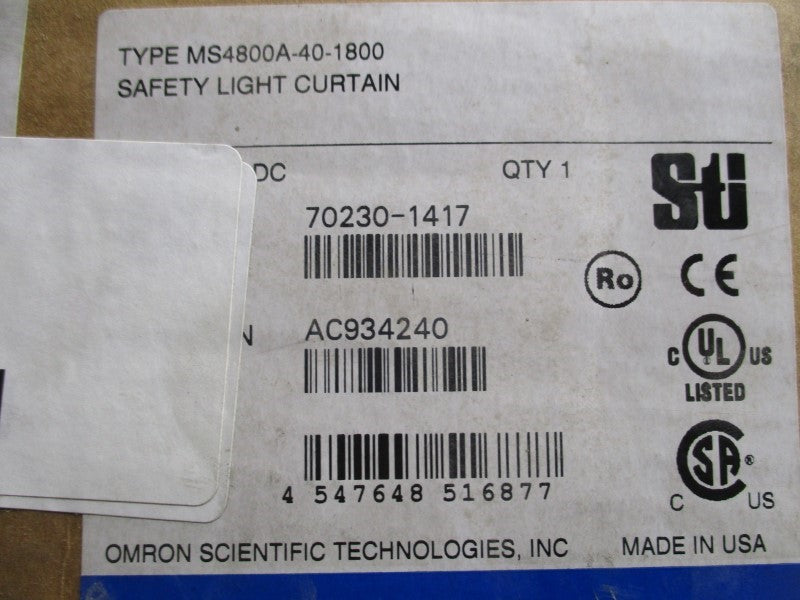 TYPE MS4800A-40-1800
SAFETY LIGHT CURTAIN
DC QTY 1
Sti
70230-1417
Ro CE
N AC934240
C UL US
LISTED
SA ®
C US
4 547648 516877
OMRON SCIENTIFIC TECHNOLOGIES, INC MADE IN USA